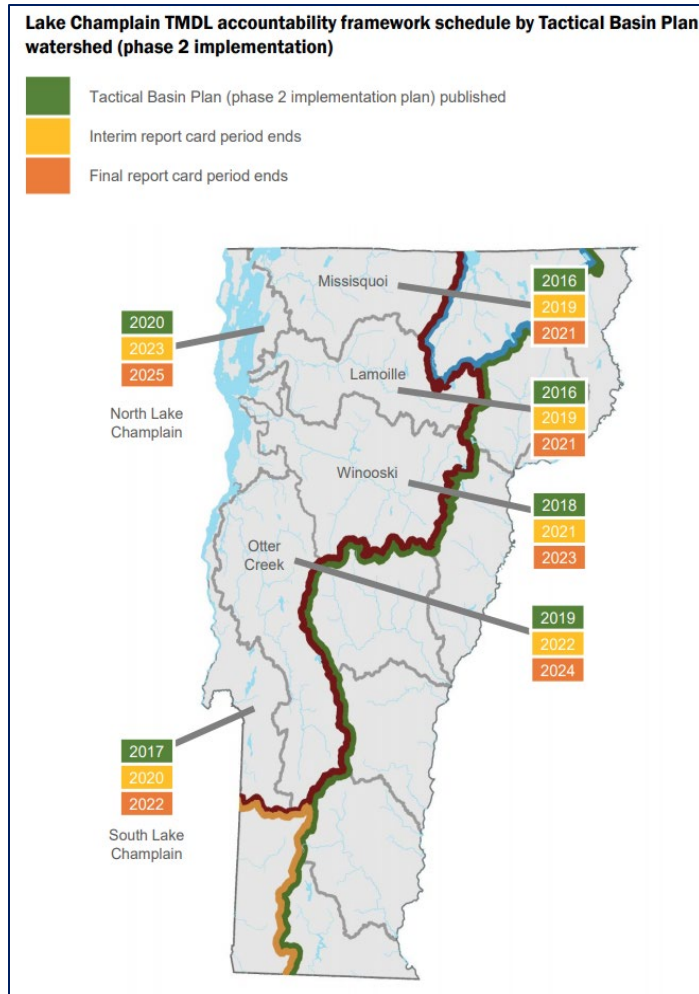 Lake Champlain TMDL accountability framework schedule by Tactical Basin Plan
watershed (phase 2 implementation)
Tactical Basin Plan (phase 2 implementation plan) published
Interim report card period ends
Final report card period ends
Missisquoi
2016
2019
2021
2020
2023
2025
North Lake
Champlain
Lamoille
2016
2019
2021
Winooski
2018
2021
2023
Otter
Creek
2019
2022
2024
2017
2020
2022
South Lake
Champlain